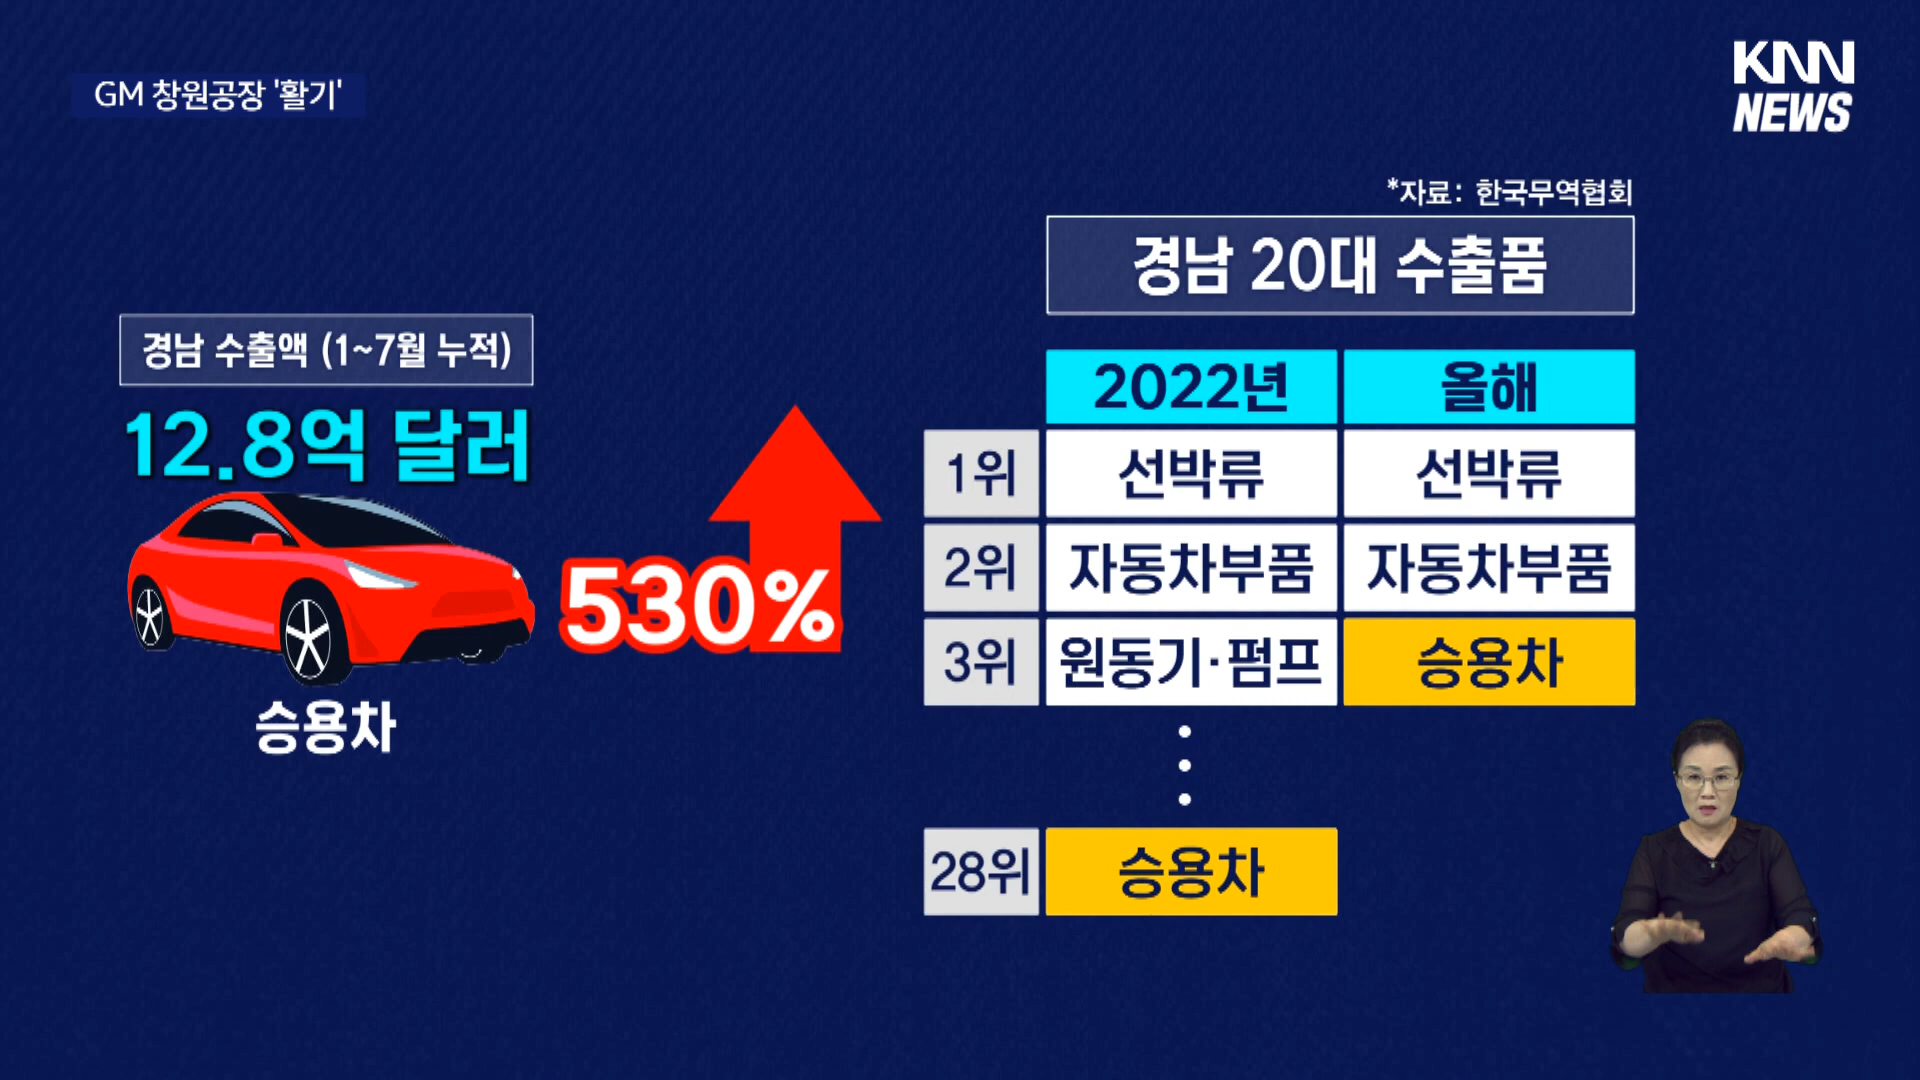 GM 창원공장 '활기'
KNN
NEWS
*자료: 한국무역협회
경남 20대 수출품
경남 수출액 (1~7월 누적)
12.8억 달러
530%
승용차
2022년 올해
1위 선박류 선박류
2위 자동차부품 자동차부품
3위 원동기·펌프 승용차
28위 승용차